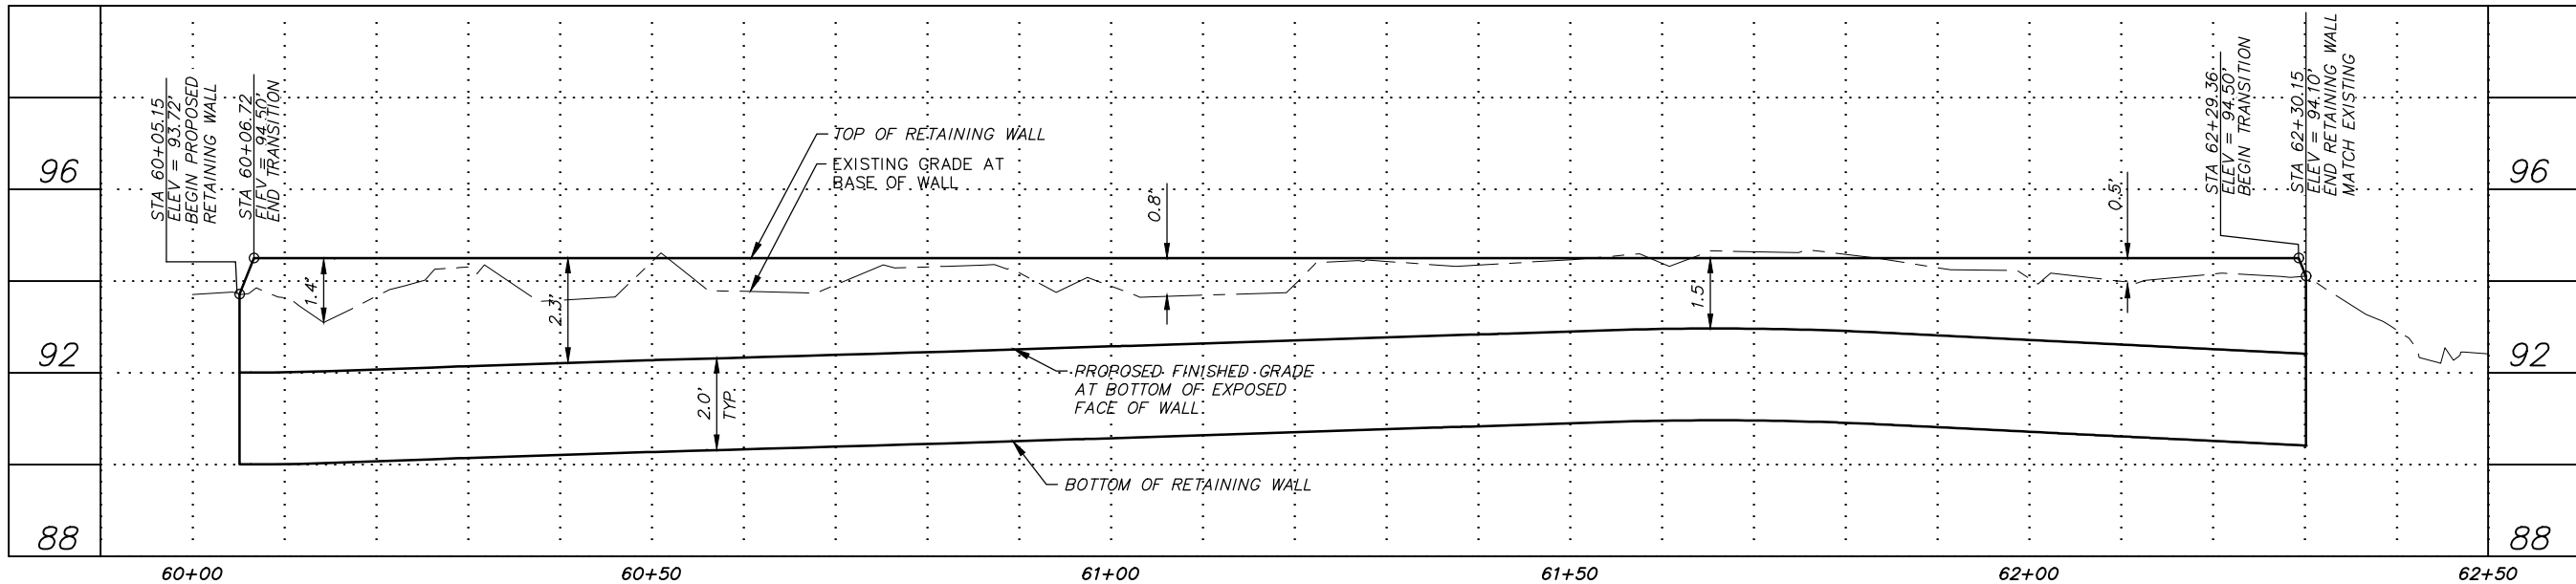 STA 60+05.15
ELEV = 93.72'
BEGIN PROPOSED
RETAINING WALL
STA 60+06.72
ELEV = 94.50'
END TRANSITION
TOP OF RETAINING WALL
EXISTING GRADE AT
BASE OF WALL
0.8'
0.5'
STA 62+29.36
ELEV = 94.50'
BEGIN TRANSITION
STA 62+30.15
ELEV = 94.10'
END RETAINING WALL
MATCH EXISTING
96
96
1.4'
2.3'
1.5'
92
92
2.0'
TYP.
PROPOSED FINISHED GRADE
AT BOTTOM OF EXPOSED
FACE OF WALL
BOTTOM OF RETAINING WALL
88
88
60+00
60+50
61+00
61+50
62+00
62+50